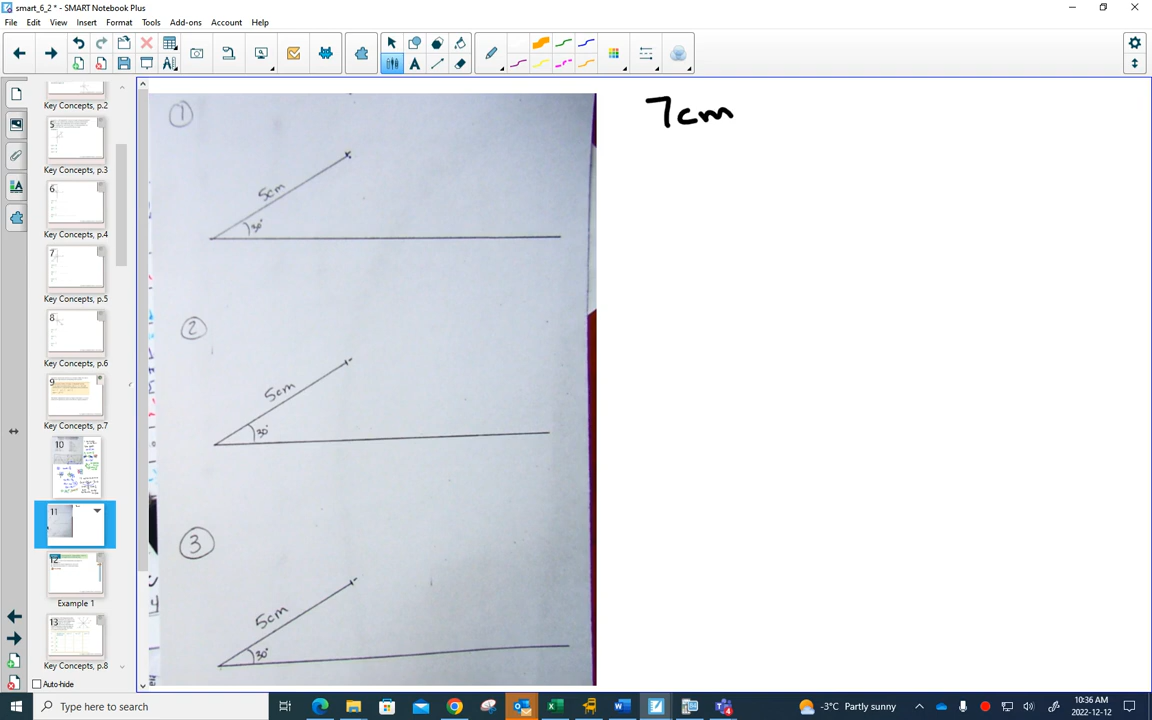 smart_6_2 * - SMART Notebook Plus
File Edit View Insert Format Tools Add-ons Account Help
Key Concepts, p.2
5
Key Concepts, p.3
6
Key Concepts, p.4
7
Key Concepts, p.5
8
Key Concepts, p.6
9
Key Concepts, p.7
10
11
12
Example 1
13
Key Concepts, p.8
Auto-hide
7cm
1
5cm
30°
2
5cm
30°
3
5cm
30°
Type here to search
-3°C Partly sunny
10:36 AM
2022-12-12